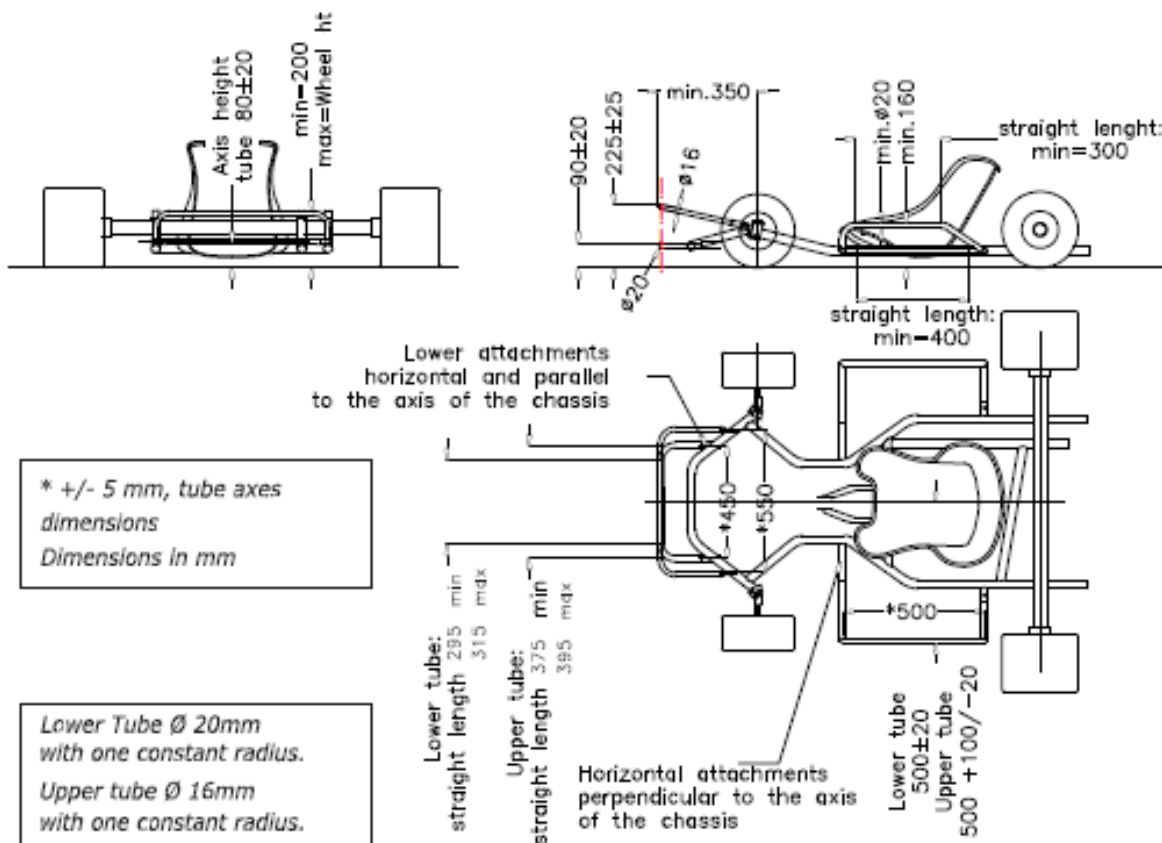 Axis height
tube 80±20
min-200
max=Wheel ht
90±20
225±25
min.350
ø16
ø20
min.ø20
min.160
straight lenght:
min=300
straight length:
min-400
Lower attachments
horizontal and parallel
to the axis of the chassis
* +/- 5 mm, tube axes
dimensions
Dimensions in mm
*450
*550
*500
Lower tube:
straight length 295 min
315 max
Upper tube:
straight length 375 min
395 max
Lower Tube Ø 20mm
with one constant radius.
Upper tube Ø 16mm
with one constant radius.
Horizontal attachments
perpendicular to the axis
of the chassis
Lower tube
500±20
Upper tube
500 +100/-20